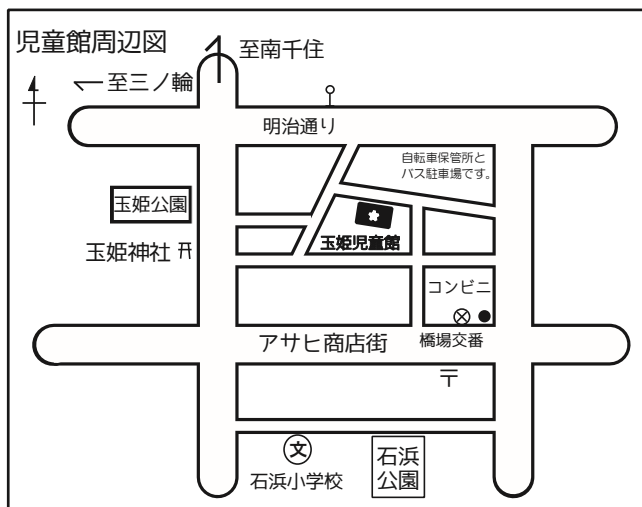 児童館周辺図
至南千住
至三ノ輪
明治通り
自転車保管所と
バス駐車場です。
玉姫公園
玉姫児童館
玉姫神社
コンビニ
アサヒ商店街
橋場交番
〒
文
石浜小学校
石浜
公園